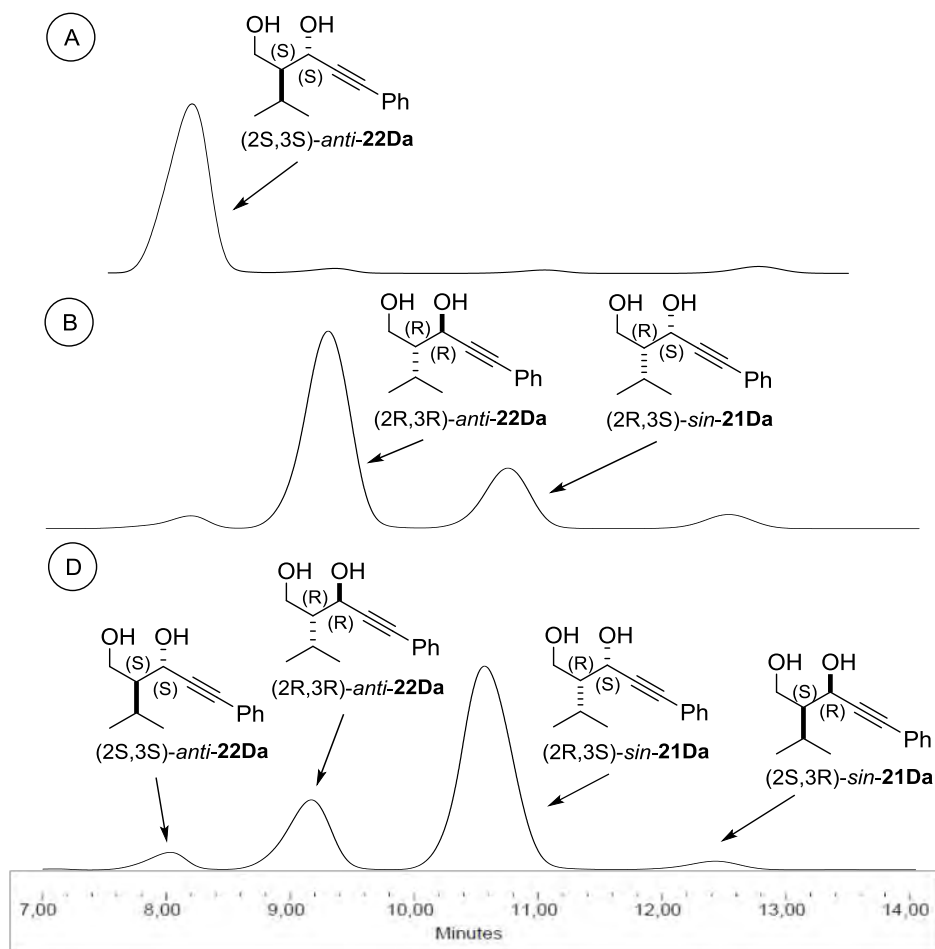 A
OH OH
(S)
(S)
Ph
(2S,3S)-anti-22Da
B
OH OH
(R)
(R)
Ph
(2R,3R)-anti-22Da
OH OH
(R)
(S)
Ph
(2R,3S)-sin-21Da
D
OH OH
(S)
(S)
Ph
(2S,3S)-anti-22Da
OH OH
(R)
(R)
Ph
(2R,3R)-anti-22Da
OH OH
(R)
(S)
Ph
(2R,3S)-sin-21Da
OH OH
(S)
(R)
Ph
(2S,3R)-sin-21Da
7,00 8,00 9,00 10,00 11,00 12,00 13,00 14,00
Minutes